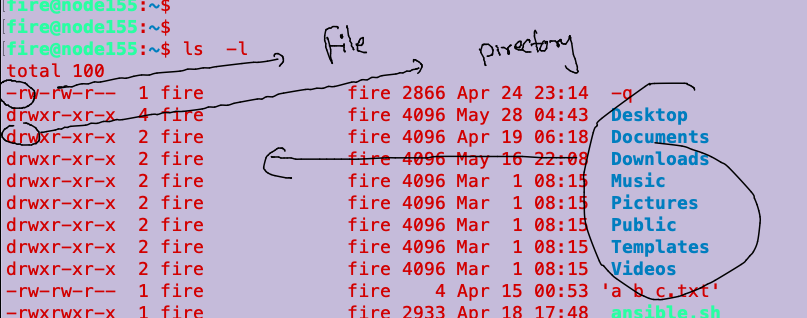 fire@node155:~$
fire@node155:~$
fire@node155:~$ ls -l
File pirectory
total 100
-rw-rw-r-- 1 fire fire 2866 Apr 24 23:14 -q
drwxr-xr-x 4 fire fire 4096 May 28 04:43 Desktop
drwxr-xr-x 2 fire fire 4096 Apr 19 06:18 Documents
drwxr-xr-x 2 fire fire 4096 May 16 22:08 Downloads
drwxr-xr-x 2 fire fire 4096 Mar 1 08:15 Music
drwxr-xr-x 2 fire fire 4096 Mar 1 08:15 Pictures
drwxr-xr-x 2 fire fire 4096 Mar 1 08:15 Public
drwxr-xr-x 2 fire fire 4096 Mar 1 08:15 Templates
drwxr-xr-x 2 fire fire 4096 Mar 1 08:15 Videos
-rw-rw-r-- 1 fire fire 4 Apr 15 00:53 'a b c.txt'
-rwxrwxr-x 1 fire fire 2933 Apr 18 17:48 ansible.sh